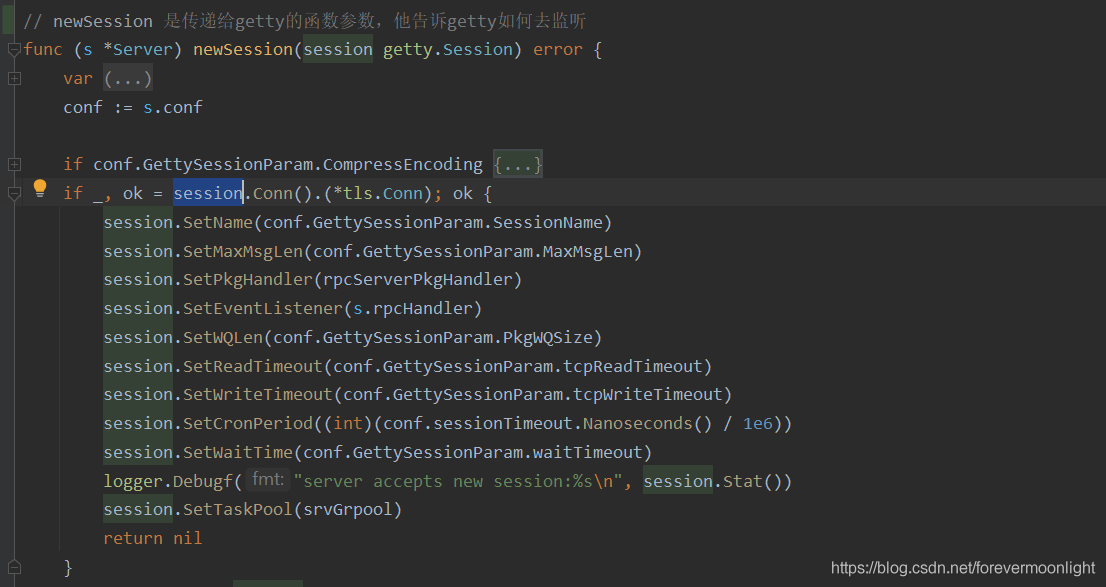 // newSession 是传递给getty的函数参数，他告诉getty如何去监听
func (s *Server) newSession(session getty.Session) error {
var (...)
conf := s.conf
if conf.GettySessionParam.CompressEncoding {...}
if _, ok = session.Conn().(*tls.Conn); ok {
session.SetName(conf.GettySessionParam.SessionName)
session.SetMaxMsgLen(conf.GettySessionParam.MaxMsgLen)
session.SetPkgHandler(rpcServerPkgHandler)
session.SetEventListener(s.rpcHandler)
session.SetWQLen(conf.GettySessionParam.PkgWQSize)
session.SetReadTimeout(conf.GettySessionParam.tcpReadTimeout)
session.SetWriteTimeout(conf.GettySessionParam.tcpWriteTimeout)
session.SetCronPeriod((int)(conf.sessionTimeout.Nanoseconds() / 1e6))
session.SetWaitTime(conf.GettySessionParam.waitTimeout)
logger.Debugf( fmt: "server accepts new session:%s\n", session.Stat())
session.SetTaskPool(srvGrpool)
return nil
}
https://blog.csdn.net/forevermoonlight